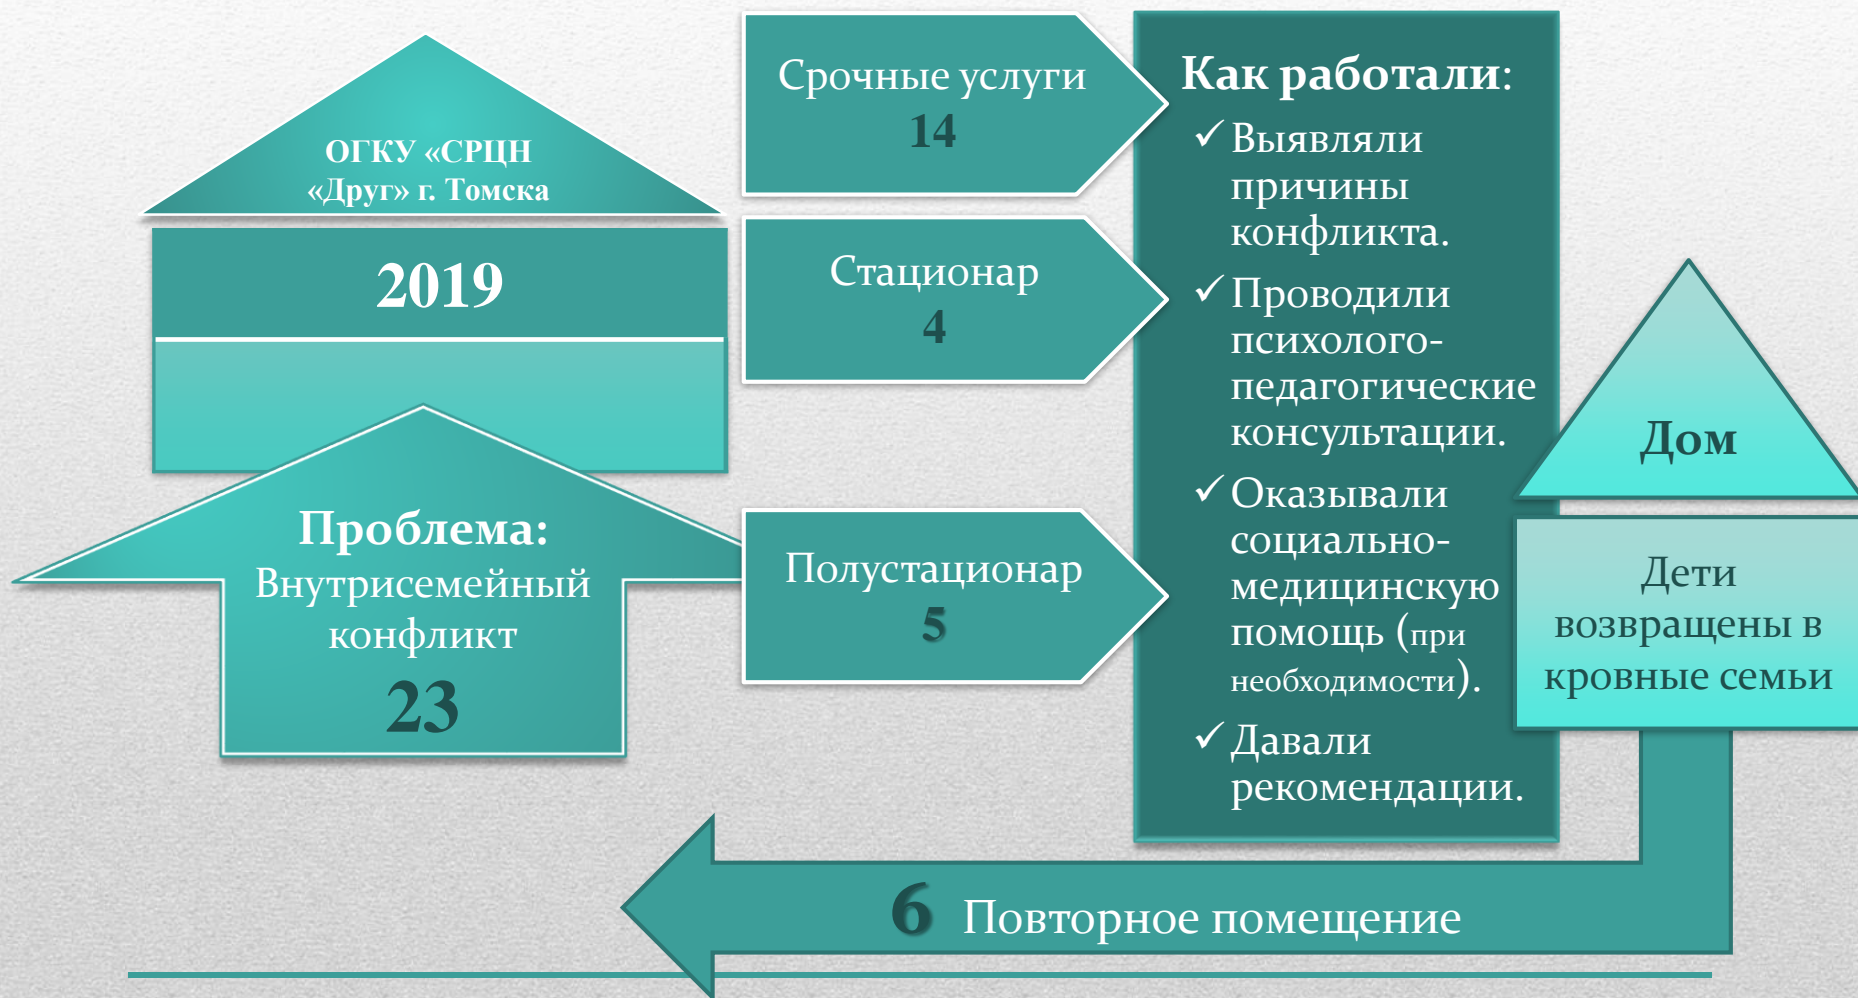 ОГКУ «СРЦН
«Друг» г. Томска
2019
Проблема:
Внутрисемейный
конфликт
23
Срочные услуги
14
Стационар
4
Полустационар
5
Как работали:
✓ Выявляли
причины
конфликта.
✓ Проводили
психолого-
педагогические
консультации.
✓ Оказывали
социально-
медицинскую
помощь (при
необходимости).
✓ Давали
рекомендации.
Дом
Дети
возвращены в
кровные семьи
6 Повторное помещение